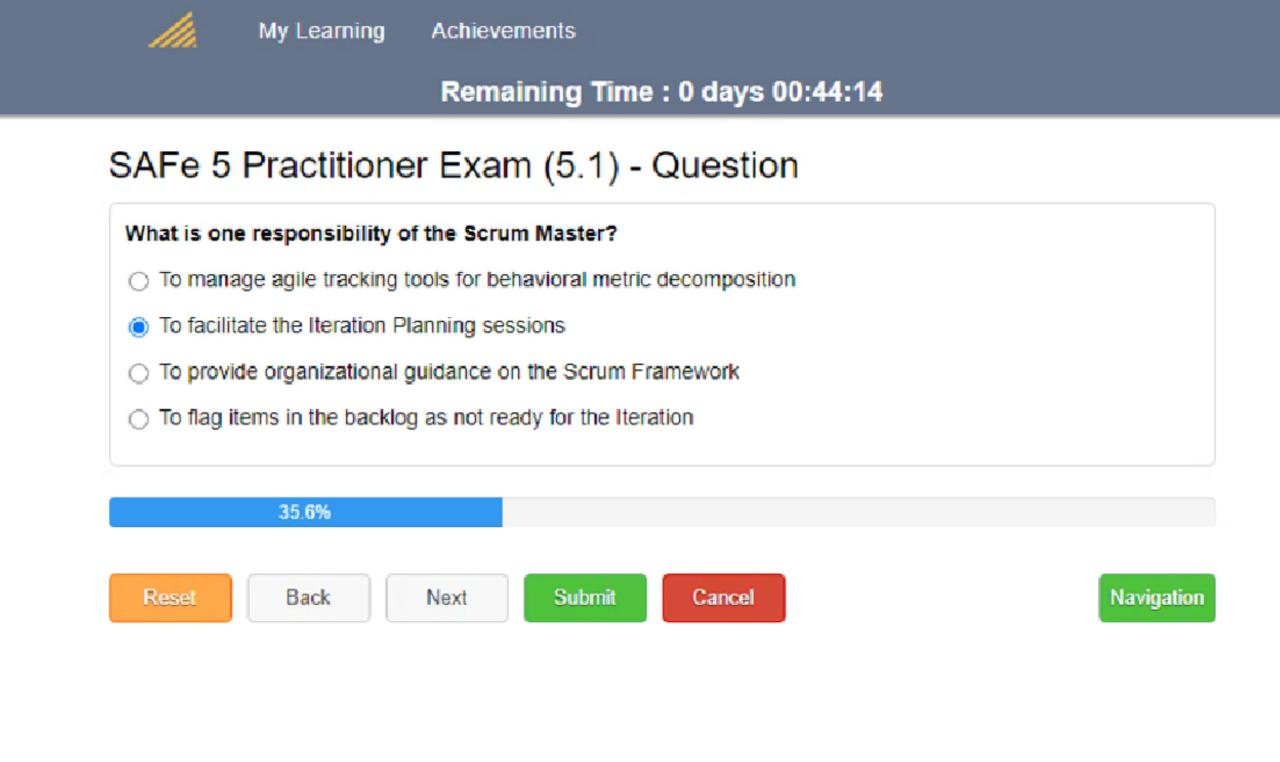 My Learning Achievements
Remaining Time : 0 days 00:44:14
SAFe 5 Practitioner Exam (5.1) - Question
What is one responsibility of the Scrum Master?
To manage agile tracking tools for behavioral metric decomposition
To facilitate the Iteration Planning sessions
To provide organizational guidance on the Scrum Framework
To flag items in the backlog as not ready for the Iteration
35.6%
Reset Back Next Submit Cancel Navigation